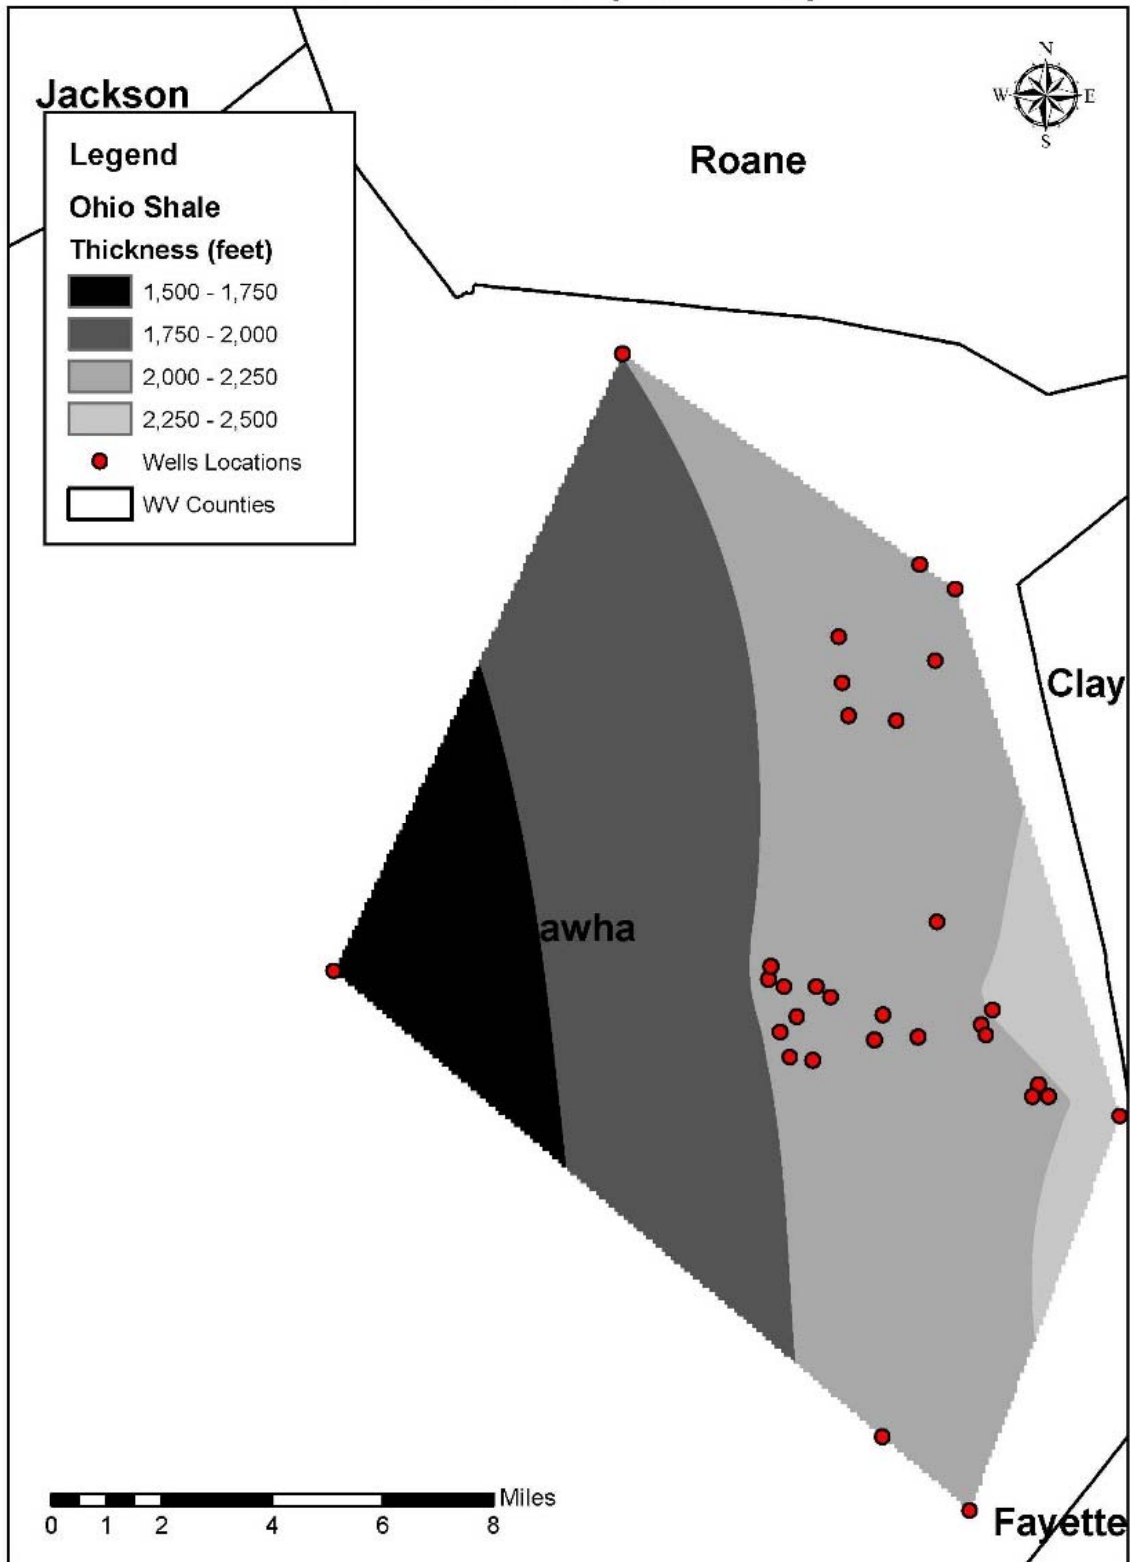 Jackson
N
W E
S
Roane
Legend
Ohio Shale
Thickness (feet)
1,500 - 1,750
1,750 - 2,000
2,000 - 2,250
2,250 - 2,500
Wells Locations
WV Counties
Clay
awha
Miles
0 1 2 4 6 8
Fayette